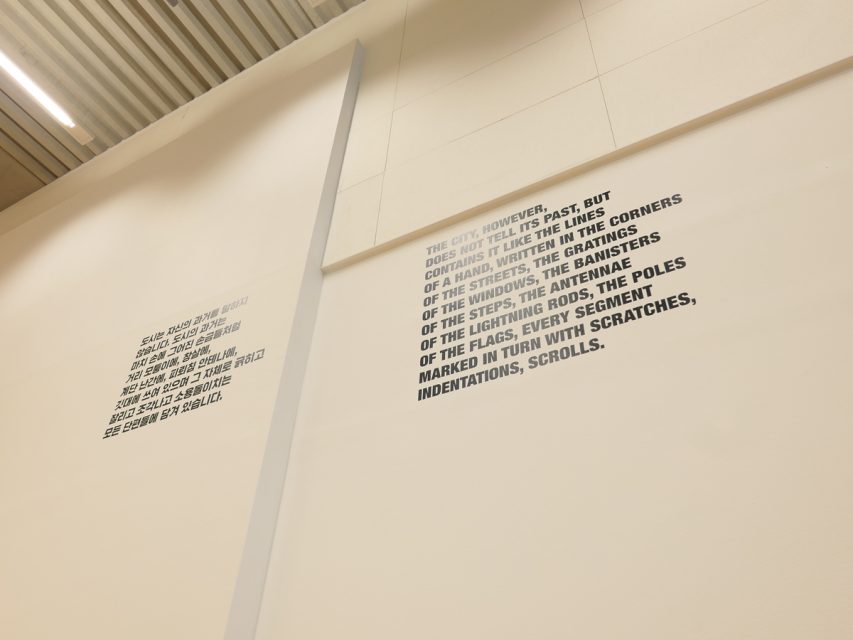 도시는 자신의 과거를 말하지
않습니다. 도시의 과거는
마치 손에 그어진 손금들처럼
거리 모퉁이에, 창살에,
계단 난간에, 피뢰침 안테나에,
깃대에 쓰여 있으며 그 자체로 긁히고
잘리고 조각나고 소용돌이치는
모든 단편들에 담겨 있습니다.
THE CITY, HOWEVER,
DOES NOT TELL ITS PAST, BUT
CONTAINS IT LIKE THE LINES
OF A HAND, WRITTEN IN THE CORNERS
OF THE STREETS, THE GRATINGS
OF THE WINDOWS, THE BANISTERS
OF THE STEPS, THE ANTENNAE
OF THE LIGHTNING RODS, THE POLES
OF THE FLAGS, EVERY SEGMENT
MARKED IN TURN WITH SCRATCHES,
INDENTATIONS, SCROLLS.